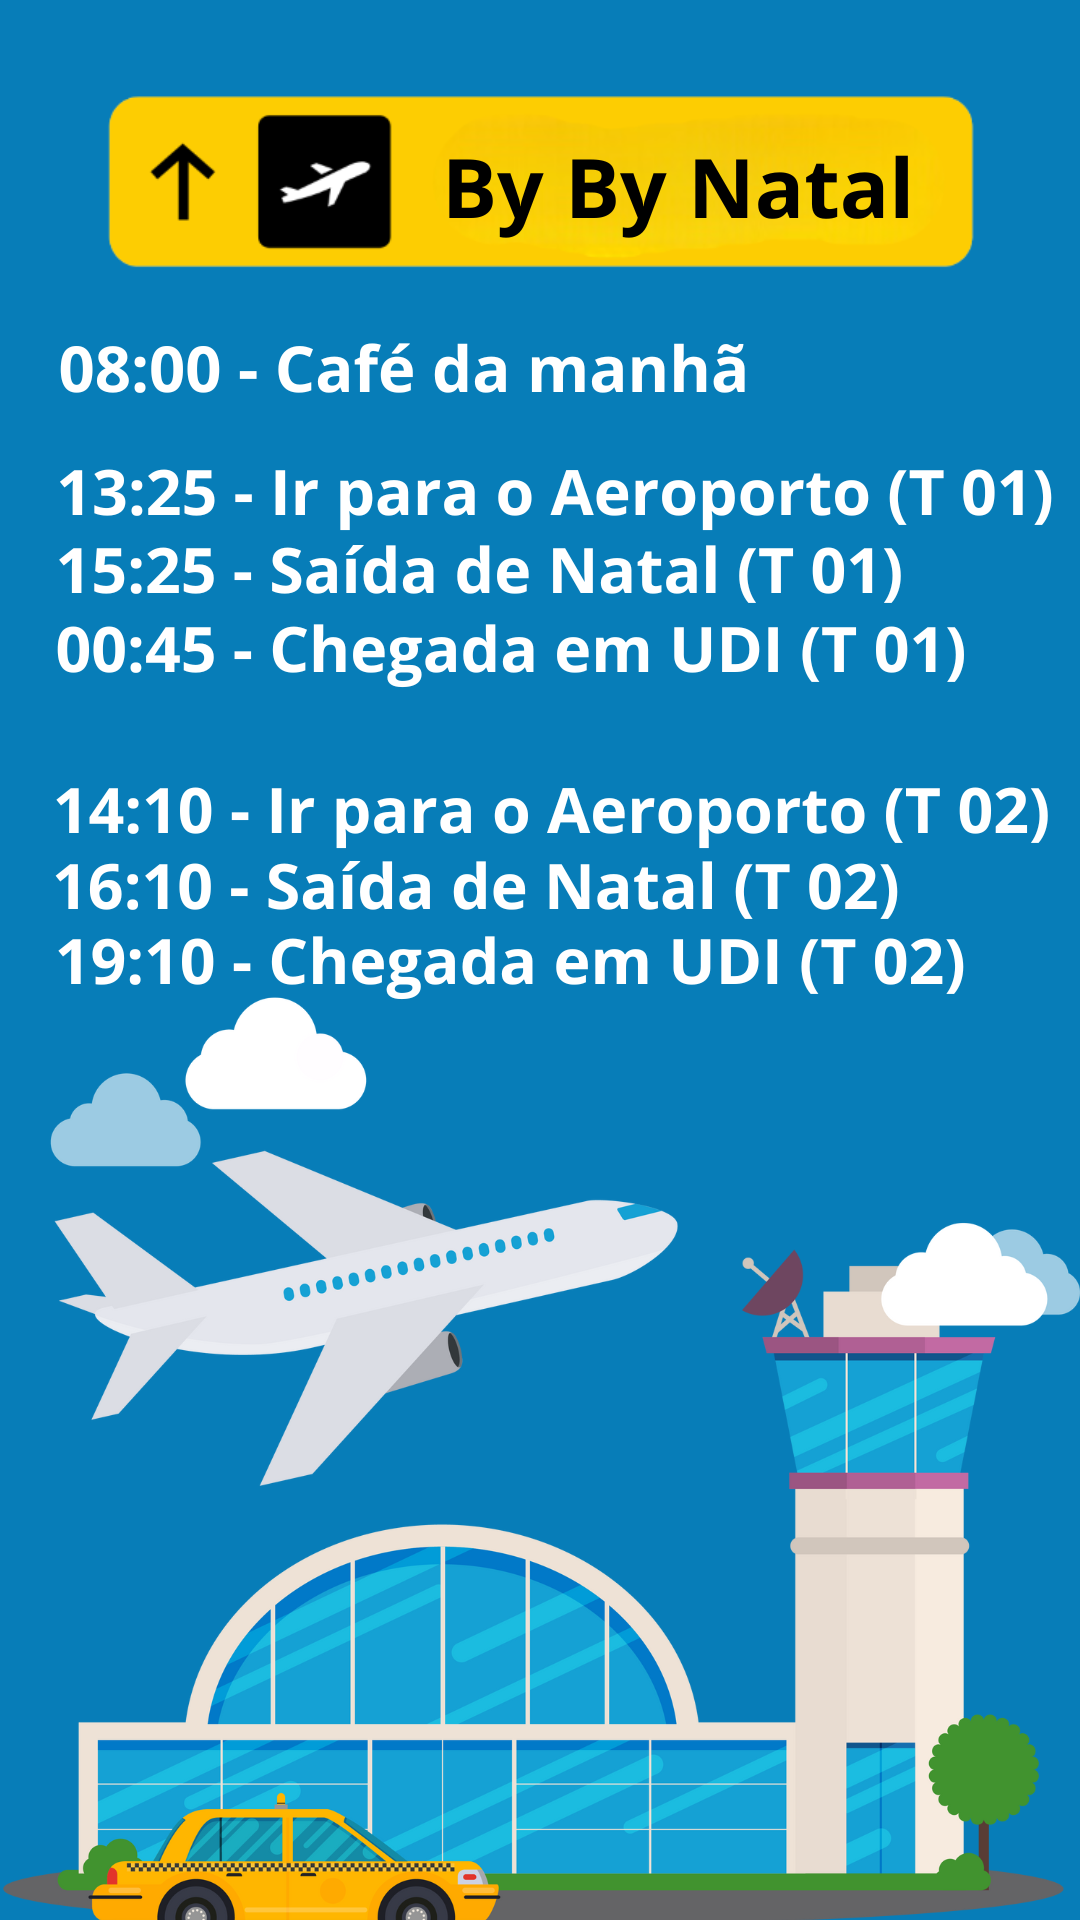 By By Natal
08:00 - Café da manhã
13:25 - Ir para o Aeroporto (T 01)
15:25 - Saída de Natal (T 01)
00:45 - Chegada em UDI (T 01)
14:10 - Ir para o Aeroporto (T 02)
16:10 - Saída de Natal (T 02)
19:10 - Chegada em UDI (T 02)